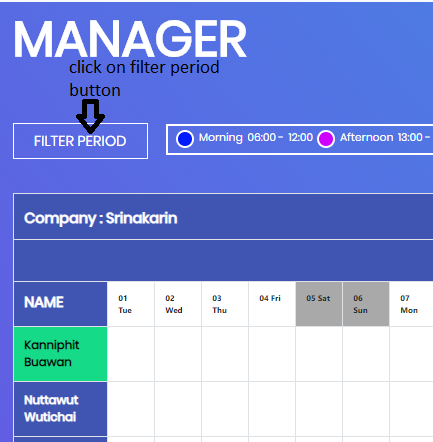 MANAGER
click on filter period
button
FILTER PERIOD
Morning 06:00 - 12:00 Afternoon 13:00 -
Company : Srinakarin
NAME 01 Tue 02 Wed 03 Thu 04 Fri 05 Sat 06 Sun 07 Mon
Kanniphit
Buawan
Nuttawut
Wutichai